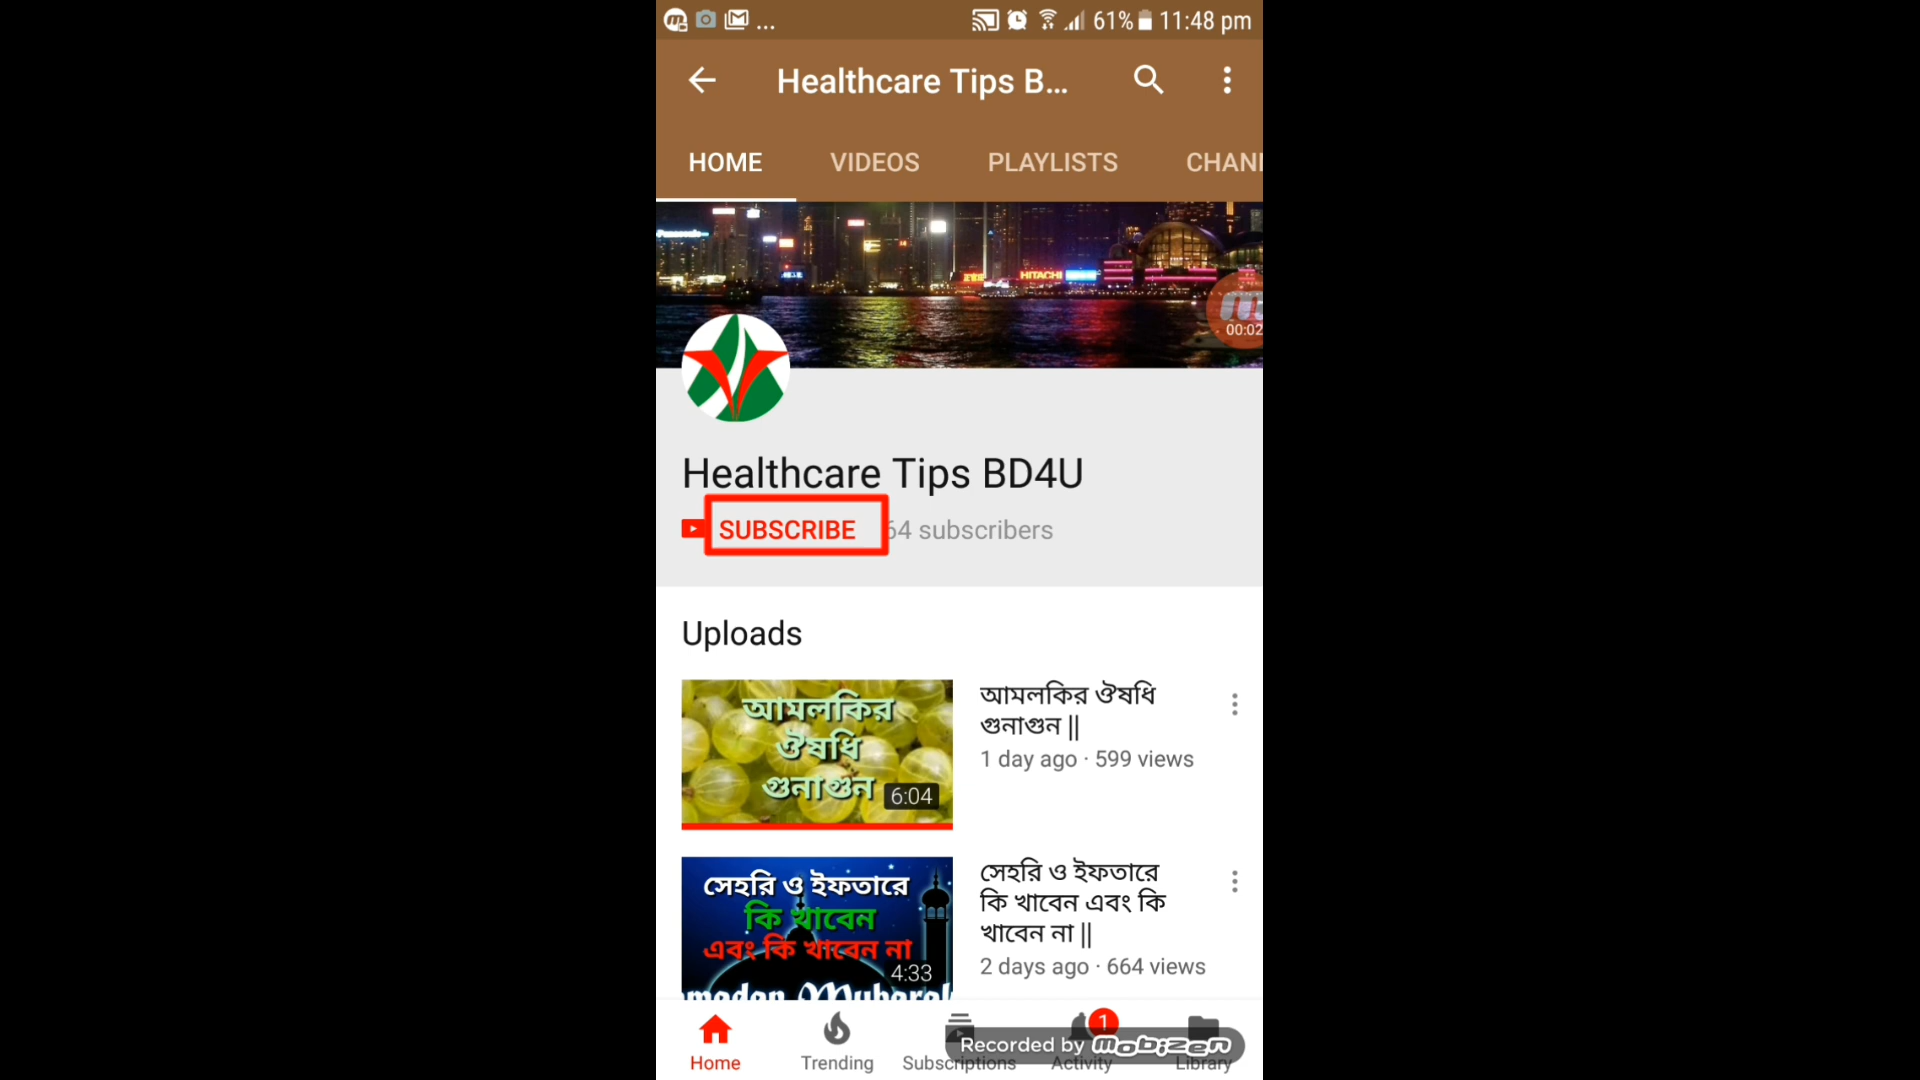 61% 11:48 pm
Healthcare Tips B...
HOME VIDEOS PLAYLISTS CHAN
Panasonic
HITACHI
00:02
Healthcare Tips BD4U
SUBSCRIBE 64 subscribers
Uploads
আমলকির
ঔষধি
গুনাগুন
6:04
আমলকির ঔষধি
গুনাগুন ||
1 day ago · 599 views
সেহরি ও ইফতারে
কি খাবেন
এবং কি খাবেন না
4:33
সেহরি ও ইফতারে
কি খাবেন এবং কি
খাবেন না ||
2 days ago · 664 views
1
Recorded by mobizen
Home Trending Subscriptions Activity Library